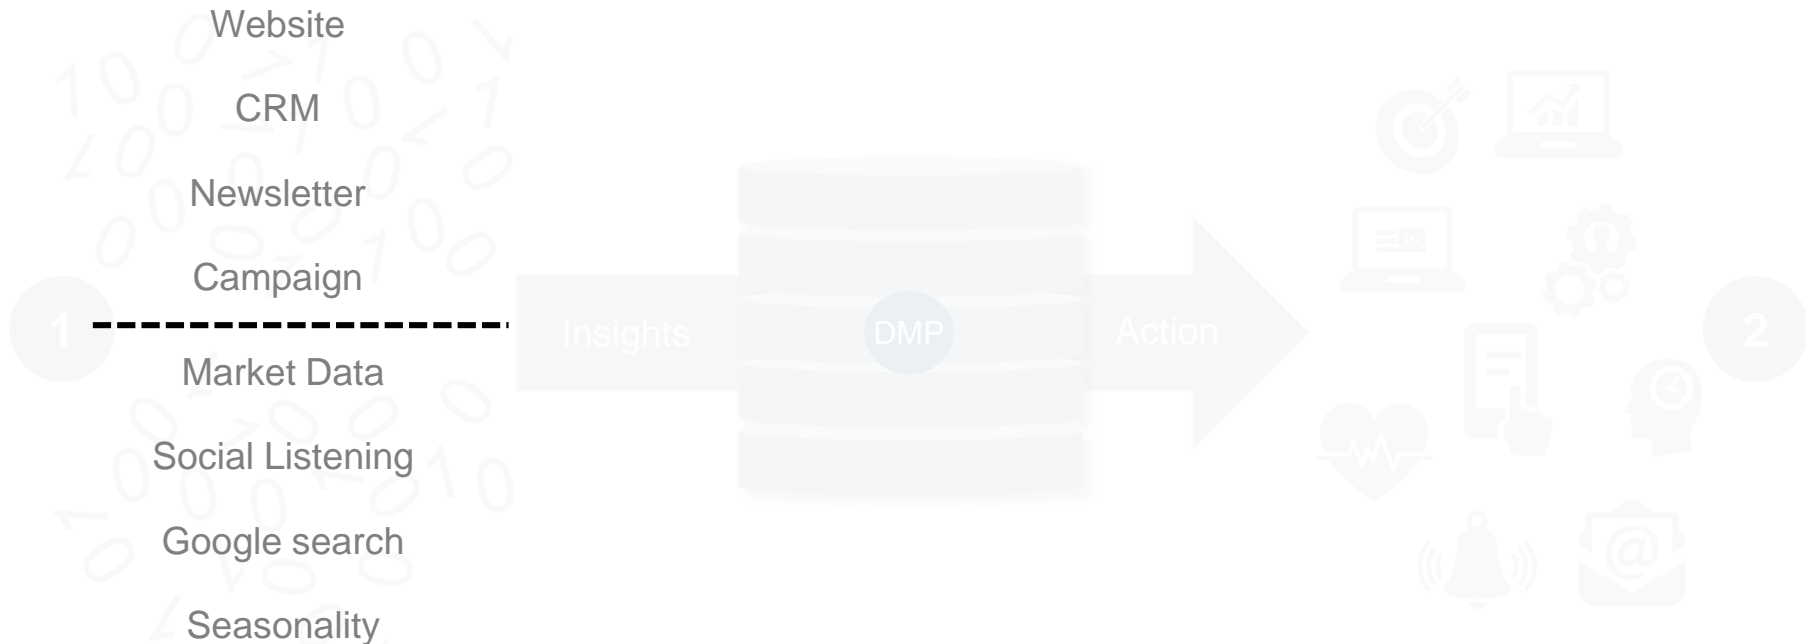 Website
CRM
Newsletter
Campaign
1
Insights
DMP
Action
2
Market Data
Social Listening
Google search
Seasonality